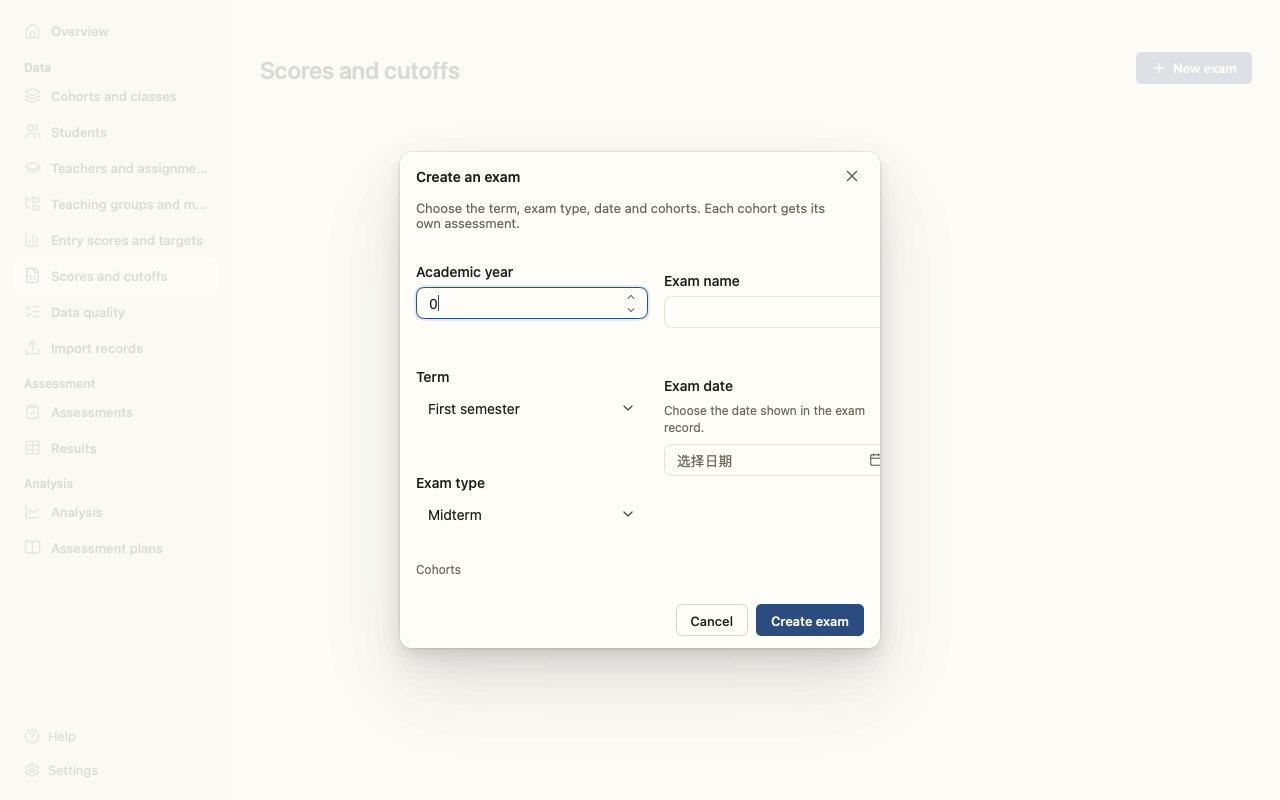 Overview
Data
Cohorts and classes
Students
Teachers and assignme...
Teaching groups and m...
Entry scores and targets
Scores and cutoffs
Data quality
Import records
Assessment
Assessments
Results
Analysis
Analysis
Assessment plans
Help
Settings
Scores and cutoffs
New exam
Create an exam
Choose the term, exam type, date and cohorts. Each cohort gets its
own assessment.
Academic year
0
Exam name
Term
First semester
Exam date
Choose the date shown in the exam
record.
选择日期
Exam type
Midterm
Cohorts
Cancel
Create exam